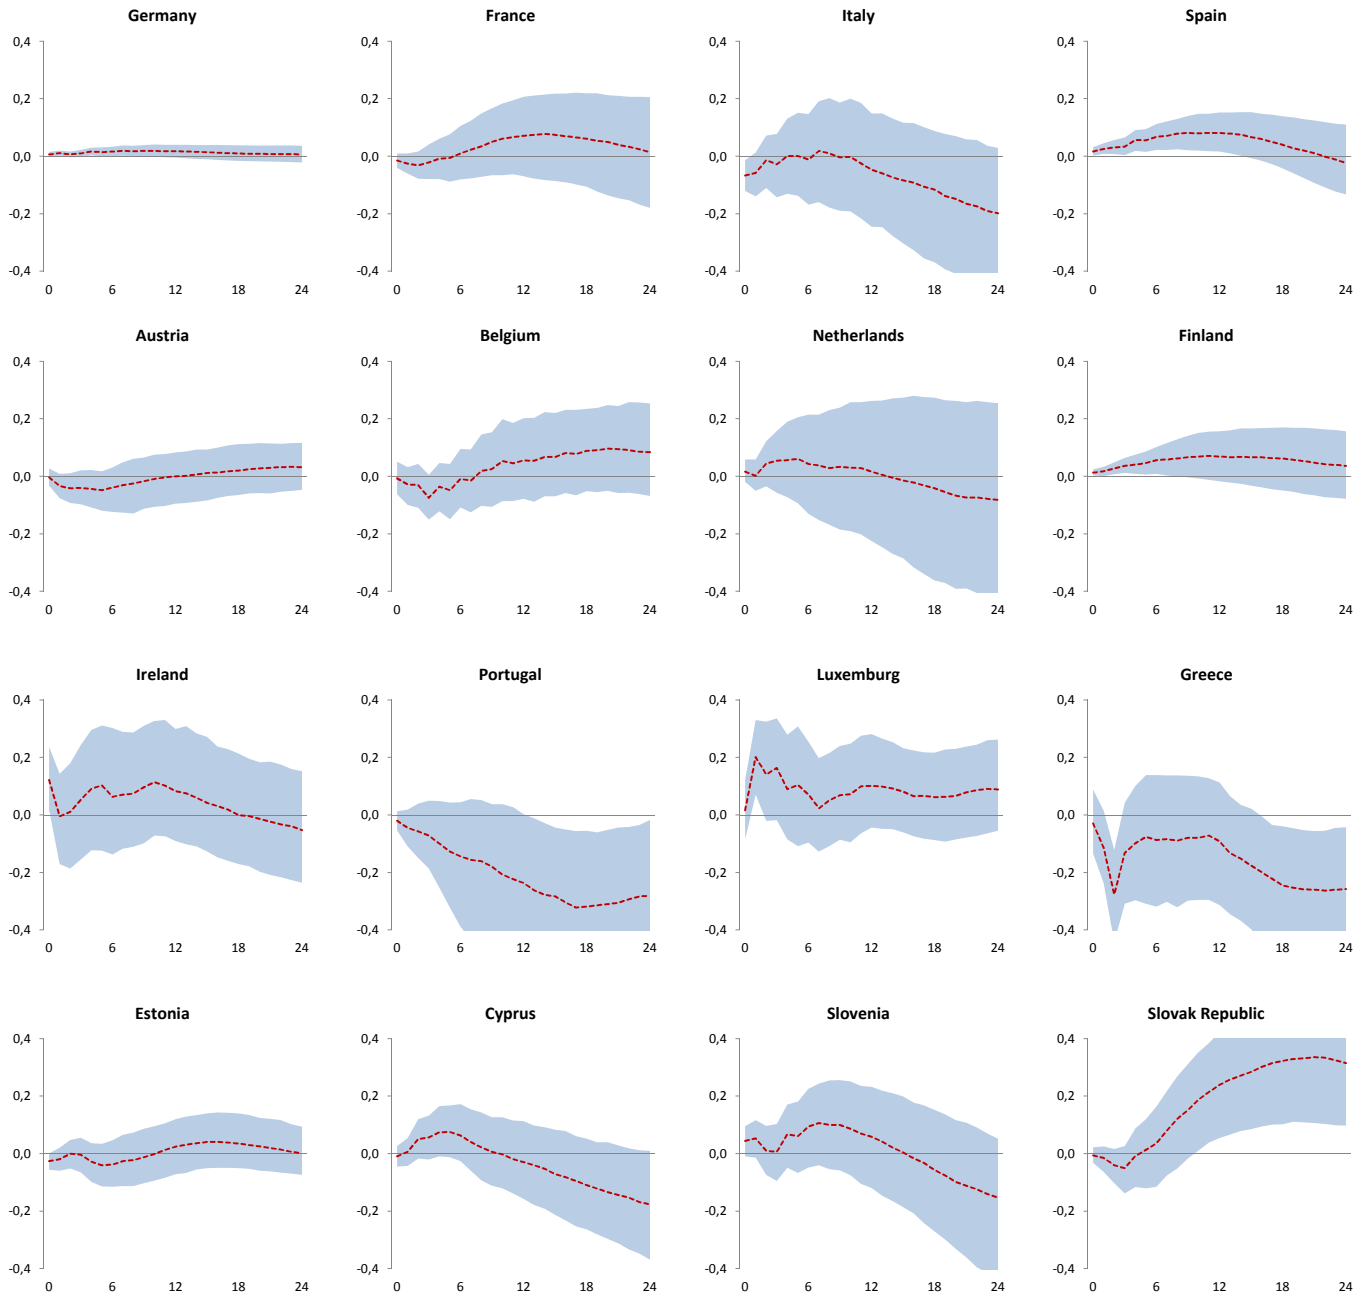 Germany France Italy Spain
0,4 0,4 0,4 0,4
0,2 0,2 0,2 0,2
0,0 0,0 0,0 0,0
-0,2 -0,2 -0,2 -0,2
-0,4 -0,4 -0,4 -0,4
0 6 12 18 24 0 6 12 18 24 0 6 12 18 24 0 6 12 18 24
Austria Belgium Netherlands Finland
0,4 0,4 0,4 0,4
0,2 0,2 0,2 0,2
0,0 0,0 0,0 0,0
-0,2 -0,2 -0,2 -0,2
-0,4 -0,4 -0,4 -0,4
0 6 12 18 24 0 6 12 18 24 0 6 12 18 24 0 6 12 18 24
Ireland Portugal Luxemburg Greece
0,4 0,4 0,4 0,4
0,2 0,2 0,2 0,2
0,0 0,0 0,0 0,0
-0,2 -0,2 -0,2 -0,2
-0,4 -0,4 -0,4 -0,4
0 6 12 18 24 0 6 12 18 24 0 6 12 18 24 0 6 12 18 24
Estonia Cyprus Slovenia Slovak Republic
0,4 0,4 0,4 0,4
0,2 0,2 0,2 0,2
0,0 0,0 0,0 0,0
-0,2 -0,2 -0,2 -0,2
-0,4 -0,4 -0,4 -0,4
0 6 12 18 24 0 6 12 18 24 0 6 12 18 24 0 6 12 18 24